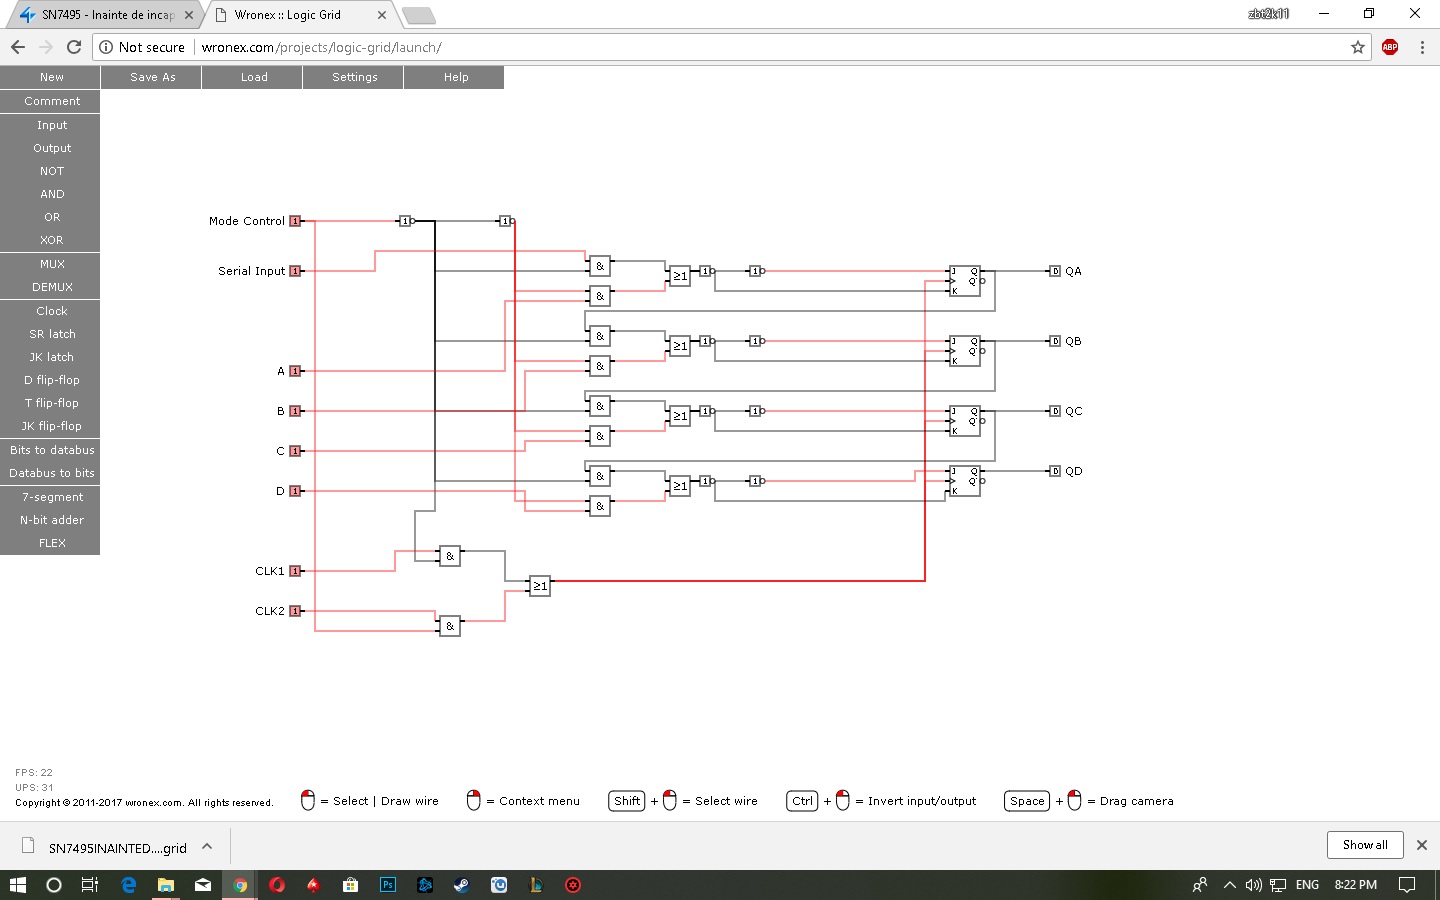 SN7495 - Inainte de incap
Wronex :: Logic Grid
zbt2k11
Not secure
wronex.com/projects/logic-grid/launch/
ABP
New
Save As
Load
Settings
Help
Comment
Input
Output
NOT
AND
OR
XOR
MUX
DEMUX
Clock
SR latch
JK latch
D flip-flop
T flip-flop
JK flip-flop
Bits to databus
Databus to bits
7-segment
N-bit adder
FLEX
Mode Control 1 1 1
Serial Input 1
& ≥1 1 1 J Q Q' K 0 QA
&
& ≥1 1 1 J Q Q' K 0 QB
A 1 &
B 1 & ≥1 1 1 J Q Q' K 0 QC
C 1 &
D 1 & ≥1 1 1 J Q Q' K 0 QD
&
CLK1 1 &
≥1
CLK2 1 &
FPS: 22
UPS: 31
Copyright © 2011-2017 wronex.com. All rights reserved.
= Select | Draw wire
= Context menu
Shift + = Select wire
Ctrl + = Invert input/output
Space + = Drag camera
SN7495INAINTED....grid
Show all
Ps
ENG
8:22 PM